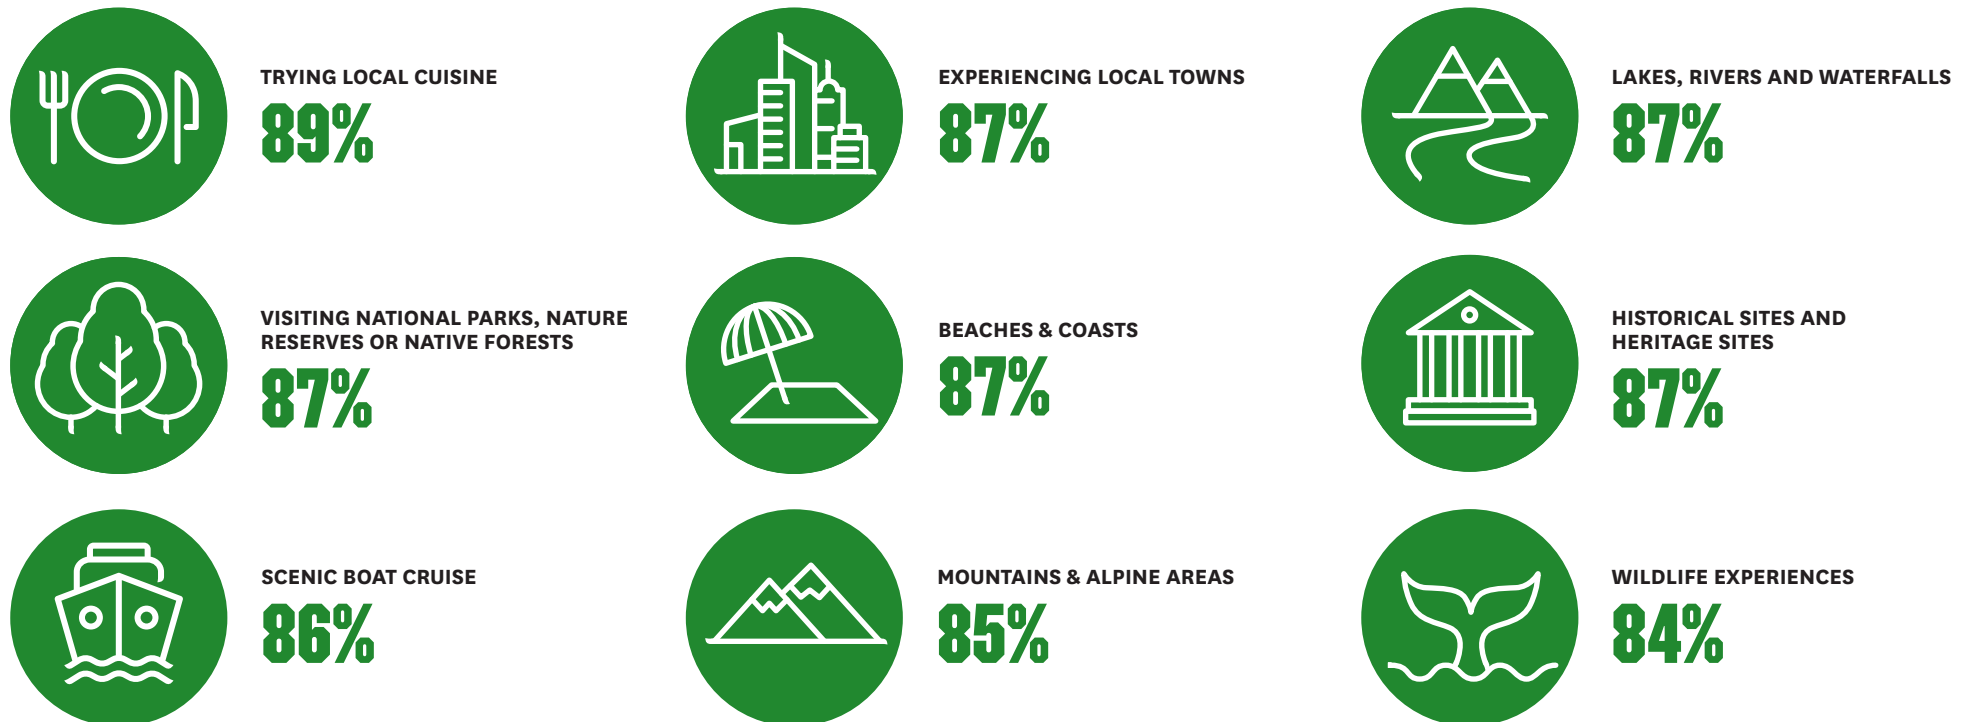 TRYING LOCAL CUISINE
89%
EXPERIENCING LOCAL TOWNS
87%
LAKES, RIVERS AND WATERFALLS
87%
VISITING NATIONAL PARKS, NATURE
RESERVES OR NATIVE FORESTS
87%
BEACHES & COASTS
87%
HISTORICAL SITES AND
HERITAGE SITES
87%
SCENIC BOAT CRUISE
86%
MOUNTAINS & ALPINE AREAS
85%
WILDLIFE EXPERIENCES
84%